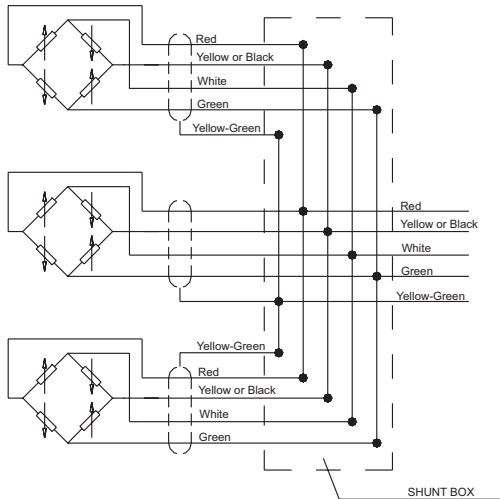 Red
Yellow or Black
White
Green
Yellow-Green
Red
Yellow or Black
White
Green
Yellow-Green
Yellow-Green
Red
Yellow or Black
White
Green
SHUNT BOX